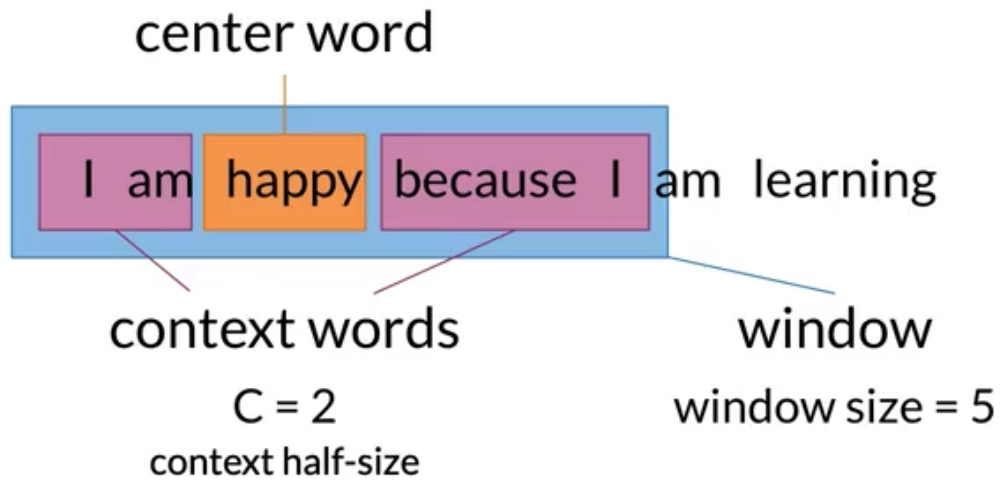 center word
I am happy because I am learning
context words
window
C = 2
window size = 5
context half-size